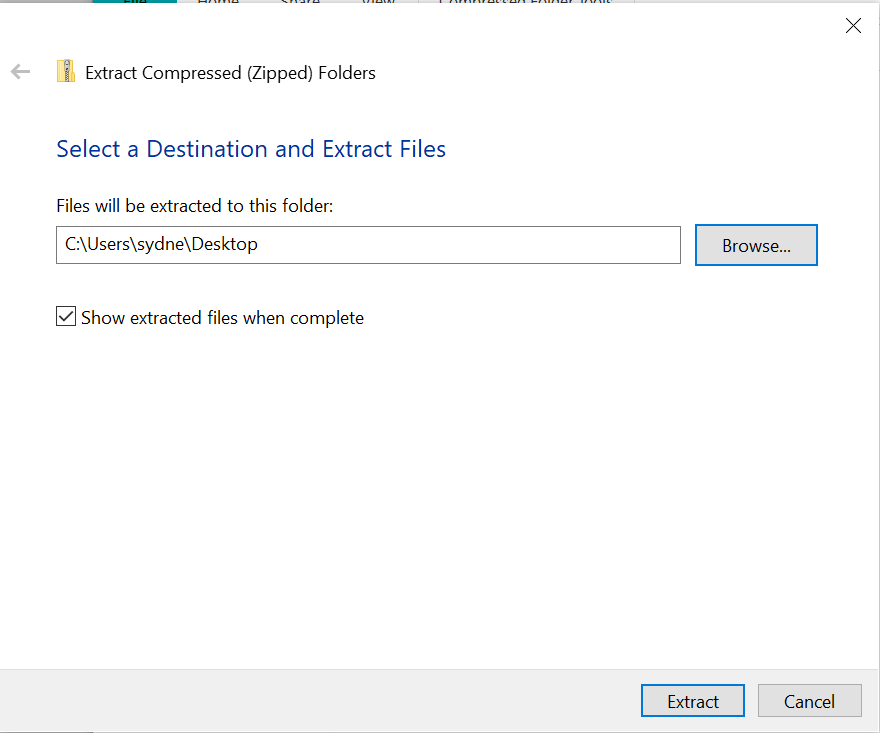 File Home Share View Compressed Folder Tools
Extract Compressed (Zipped) Folders
Select a Destination and Extract Files
Files will be extracted to this folder:
C:\Users\sydne\Desktop
Browse...
Show extracted files when complete
Extract Cancel